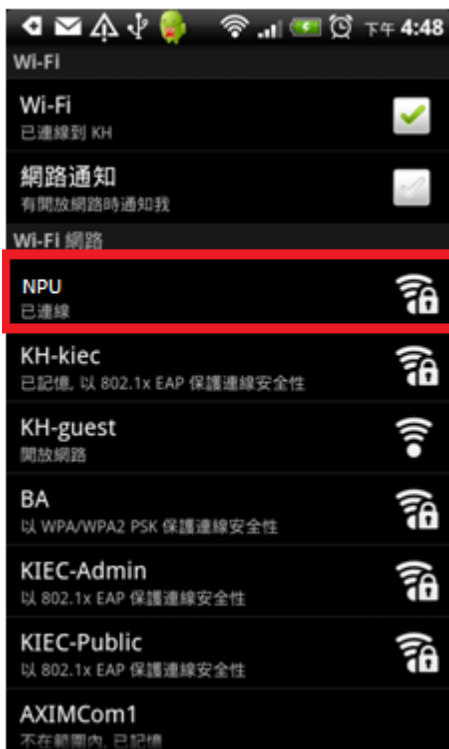 下午 4:48
Wi-Fi
Wi-Fi
已連線到 KH
網路通知
有開放網路時通知我
Wi-Fi 網路
NPU
已連線
KH-kiec
已記憶, 以 802.1x EAP 保護連線安全性
KH-guest
開放網路
BA
以 WPA/WPA2 PSK 保護連線安全性
KIEC-Admin
以 802.1x EAP 保護連線安全性
KIEC-Public
以 802.1x EAP 保護連線安全性
AXIMCom1
不在範圍內, 已記憶